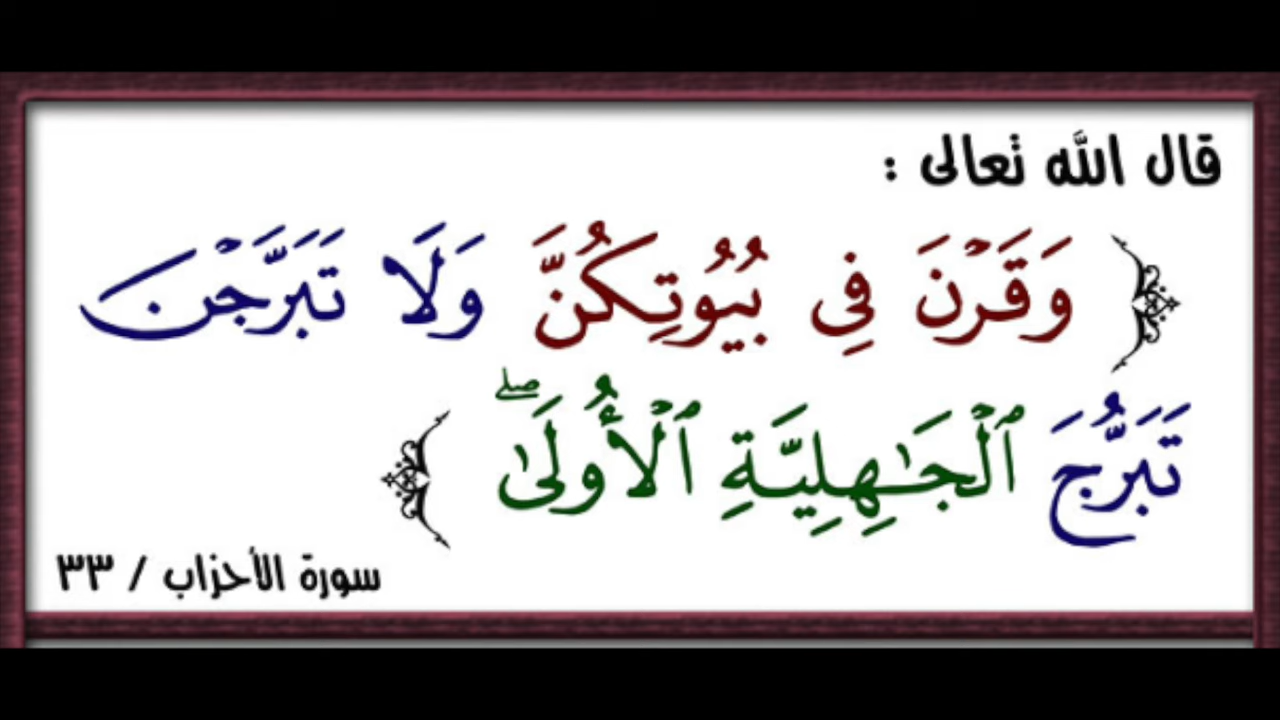 قال الله تعالى :
﴿ وَقَرْنَ فِى بُيُوتِكُنَّ وَلَا تَبَرَّجْنَ
تَبَرُّجَ ٱلْجَـٰهِلِيَّةِ ٱلْأُولَىٰ ۖ ﴾
سورة الأحزاب / ٣٣